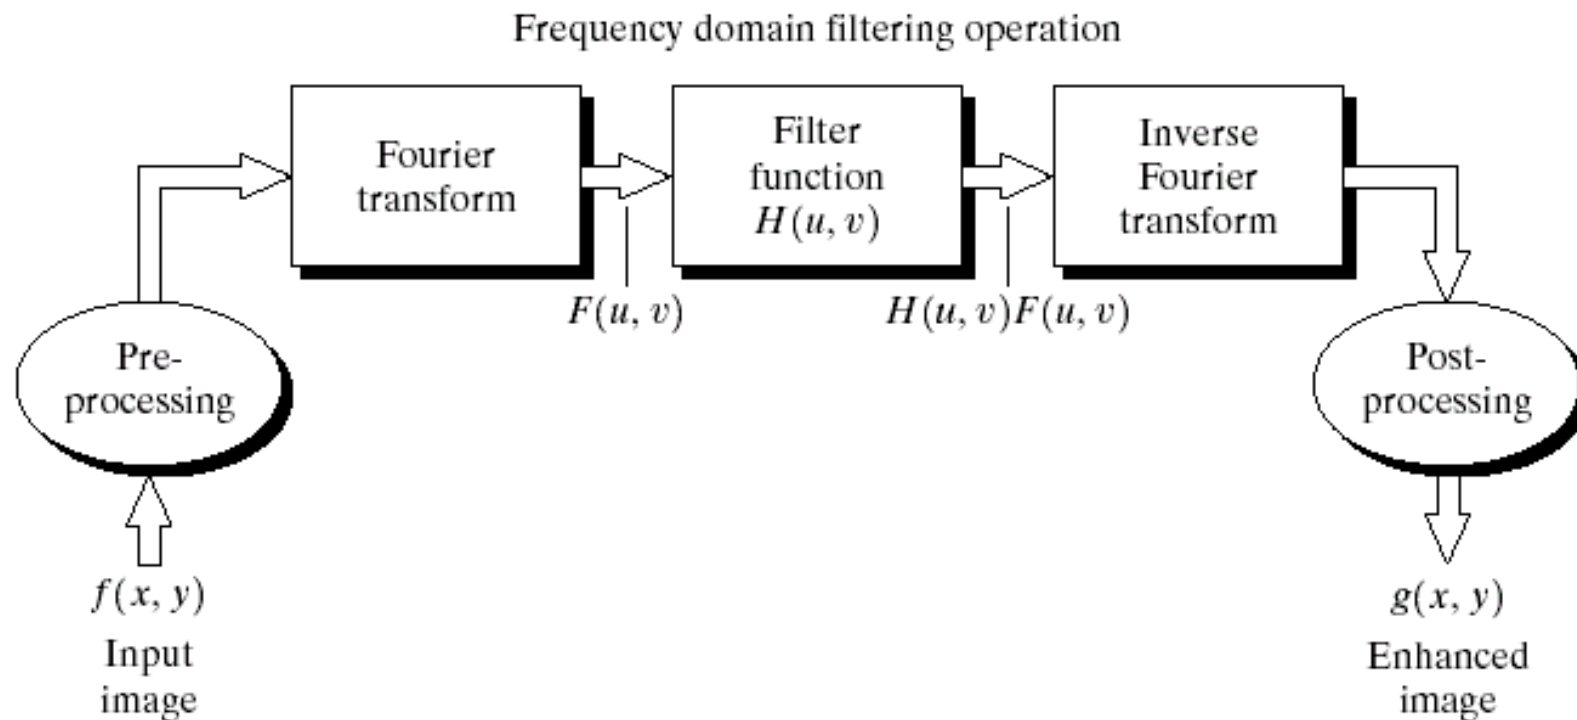 Frequency domain filtering operation
Fourier
transform
Filter
function
H(u, v)
Inverse
Fourier
transform
F(u, v)
H(u, v)F(u, v)
Pre-
processing
Post-
processing
f(x, y)
Input
image
g(x, y)
Enhanced
image